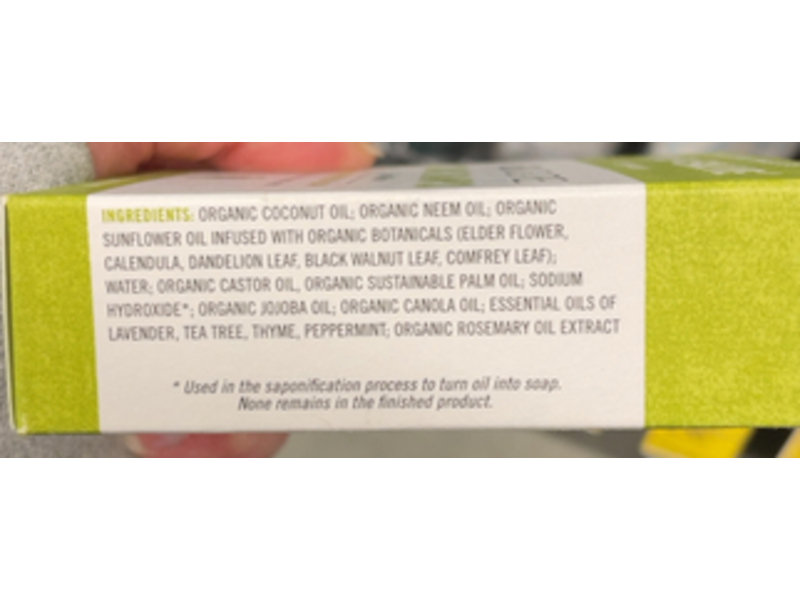 INGREDIENTS: ORGANIC COCONUT OIL; ORGANIC NEEM OIL; ORGANIC
SUNFLOWER OIL INFUSED WITH ORGANIC BOTANICALS (ELDER FLOWER,
CALENDULA, DANDELION LEAF, BLACK WALNUT LEAF, COMFREY LEAF);
WATER; ORGANIC CASTOR OIL, ORGANIC SUSTAINABLE PALM OIL; SODIUM
HYDROXIDE*; ORGANIC JOJOBA OIL; ORGANIC CANOLA OIL; ESSENTIAL OILS OF
LAVENDER, TEA TREE, THYME, PEPPERMINT; ORGANIC ROSEMARY OIL EXTRACT
* Used in the saponification process to turn oil into soap.
None remains in the finished product.